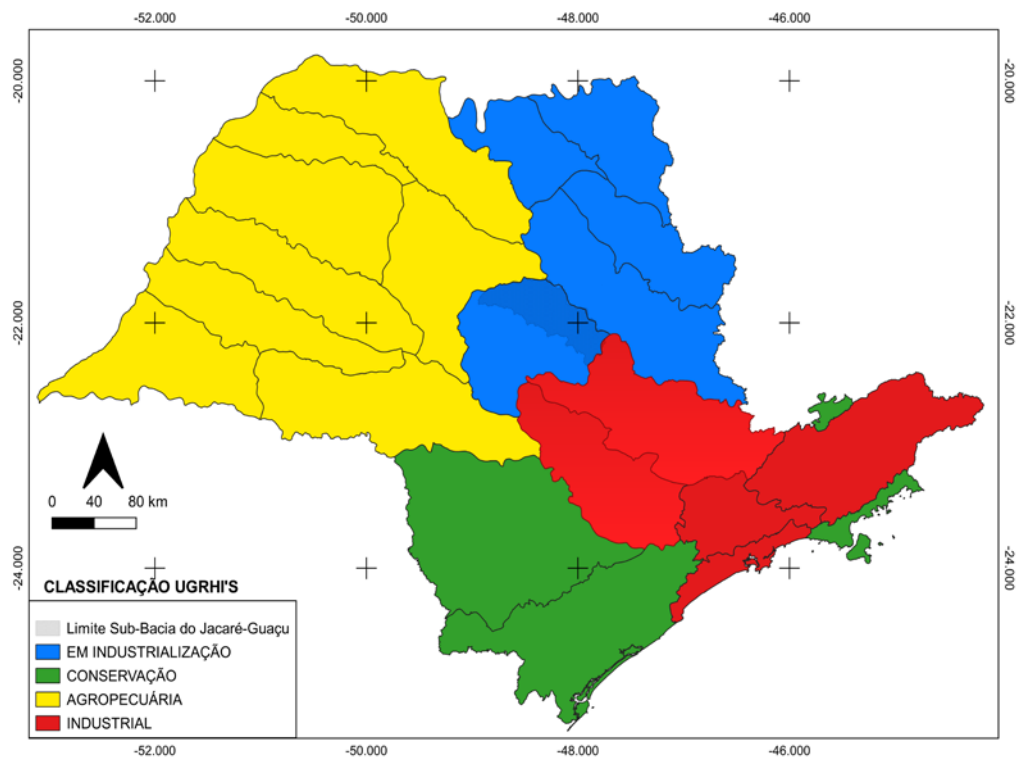 -52.000 -50.000 -48.000 -46.000
-20.000 -20.000
-22.000 -22.000
0 40 80 km
-24.000 -24.000
CLASSIFICAÇÃO UGRHI'S
Limite Sub-Bacia do Jacaré-Guaçu
EM INDUSTRIALIZAÇÃO
CONSERVAÇÃO
AGROPECUÁRIA
INDUSTRIAL
-52.000 -50.000 -48.000 -46.000